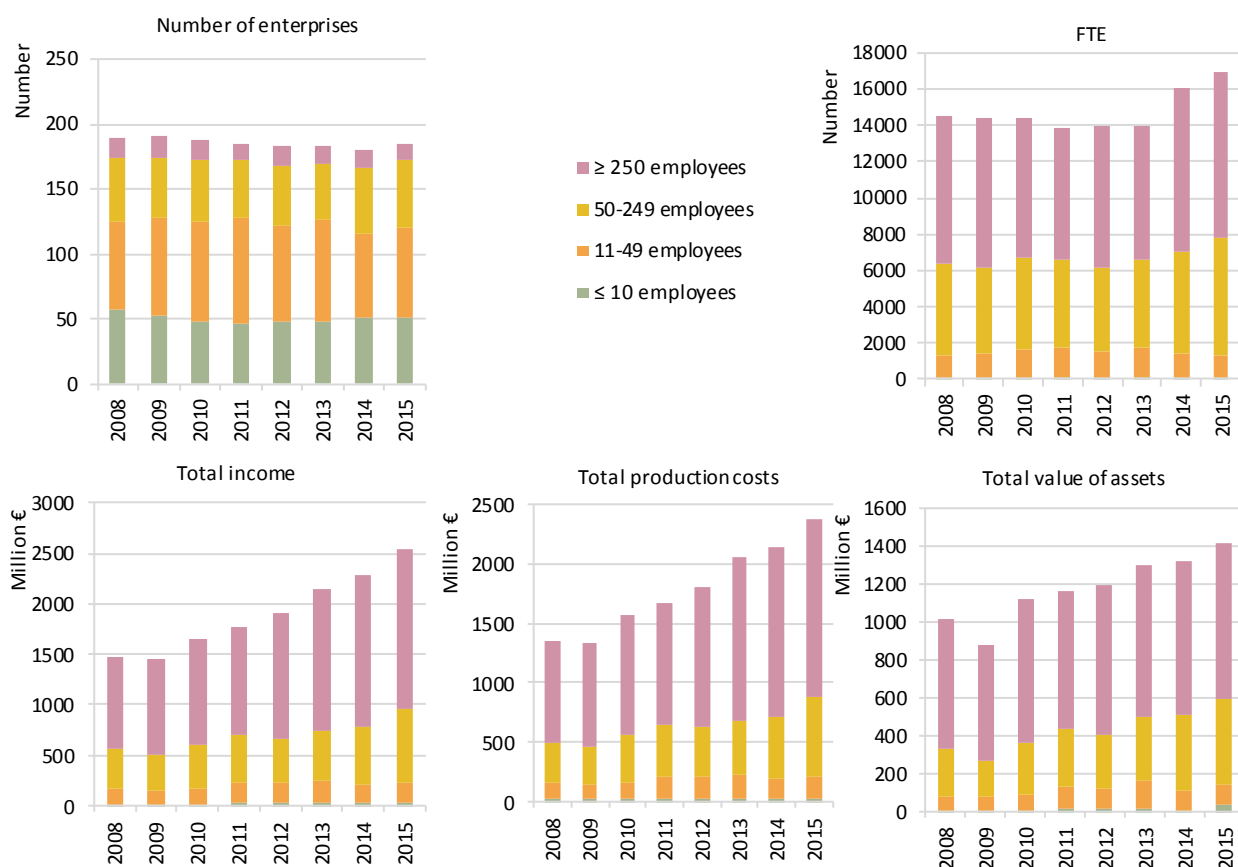 Number of enterprises
Number
250
200
150
100
50
0
2008 2009 2010 2011 2012 2013 2014 2015
≥ 250 employees
50-249 employees
11-49 employees
≤ 10 employees
FTE
Number
18000
16000
14000
12000
10000
8000
6000
4000
2000
0
2008 2009 2010 2011 2012 2013 2014 2015
Total income
Million €
3000
2500
2000
1500
1000
500
0
2008 2009 2010 2011 2012 2013 2014 2015
Total production costs
Million €
2500
2000
1500
1000
500
0
2008 2009 2010 2011 2012 2013 2014 2015
Total value of assets
Million €
1600
1400
1200
1000
800
600
400
200
0
2008 2009 2010 2011 2012 2013 2014 2015